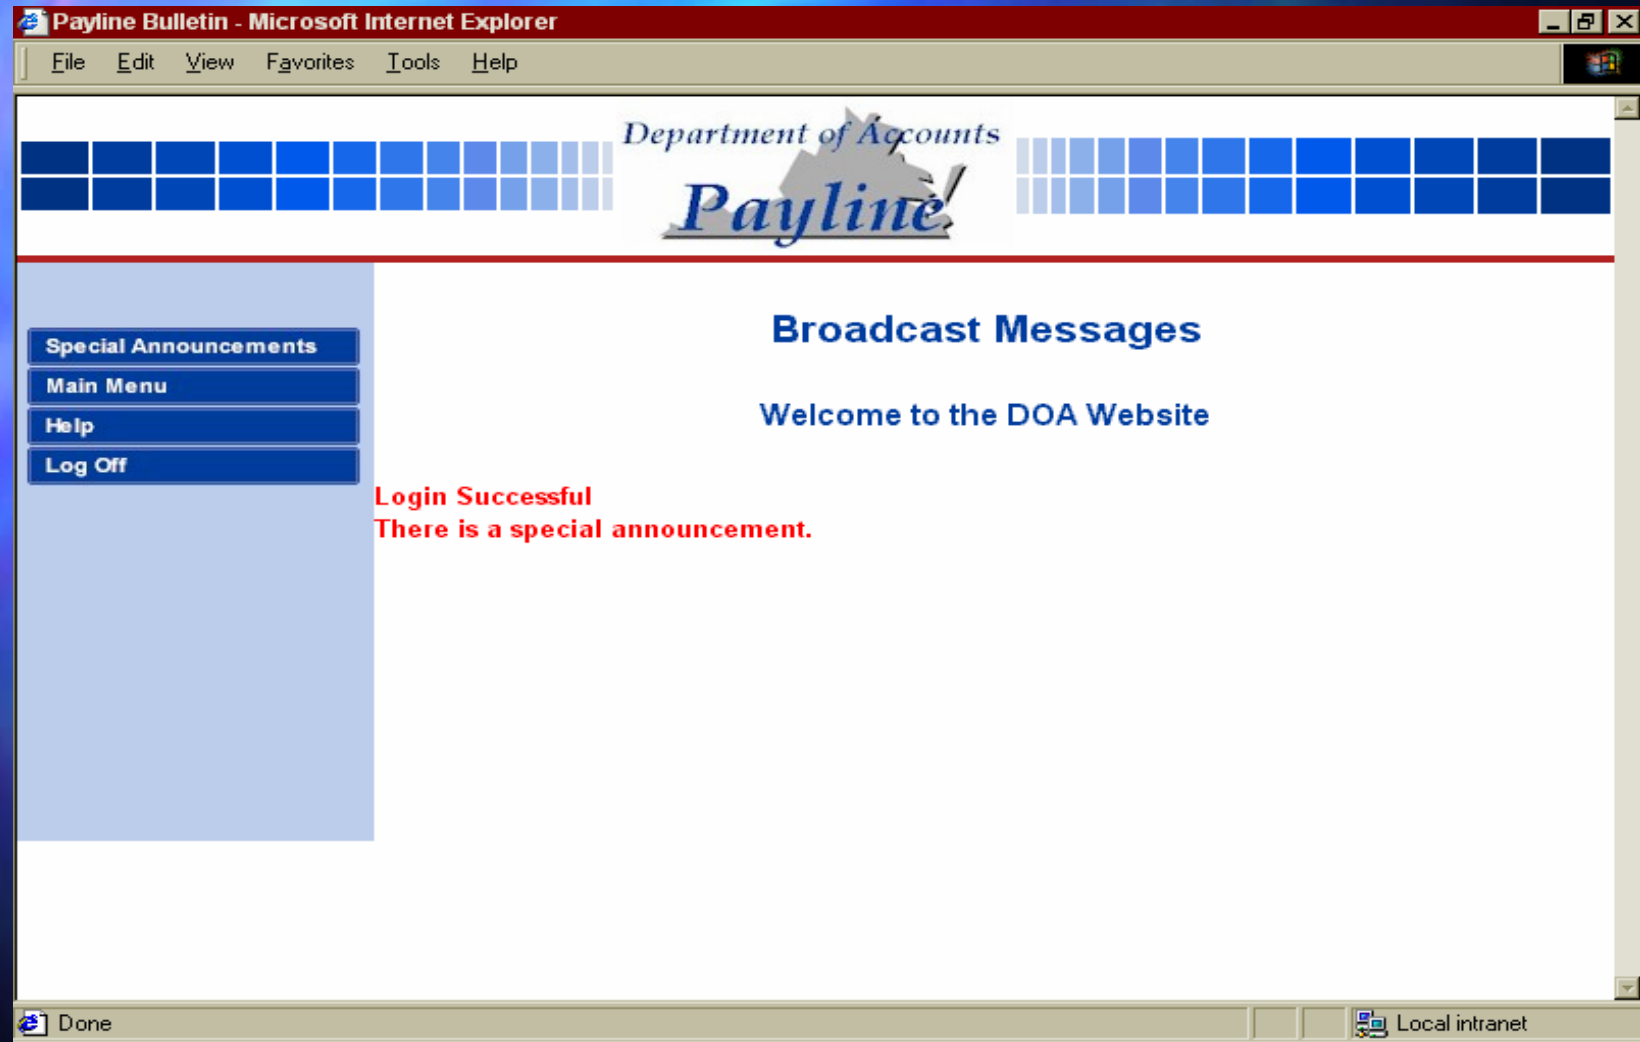 Payline Bulletin - Microsoft Internet Explorer
File Edit View Favorites Tools Help
Department of Accounts
Payline
Special Announcements
Main Menu
Help
Log Off
Broadcast Messages
Welcome to the DOA Website
Login Successful
There is a special announcement.
Done
Local intranet